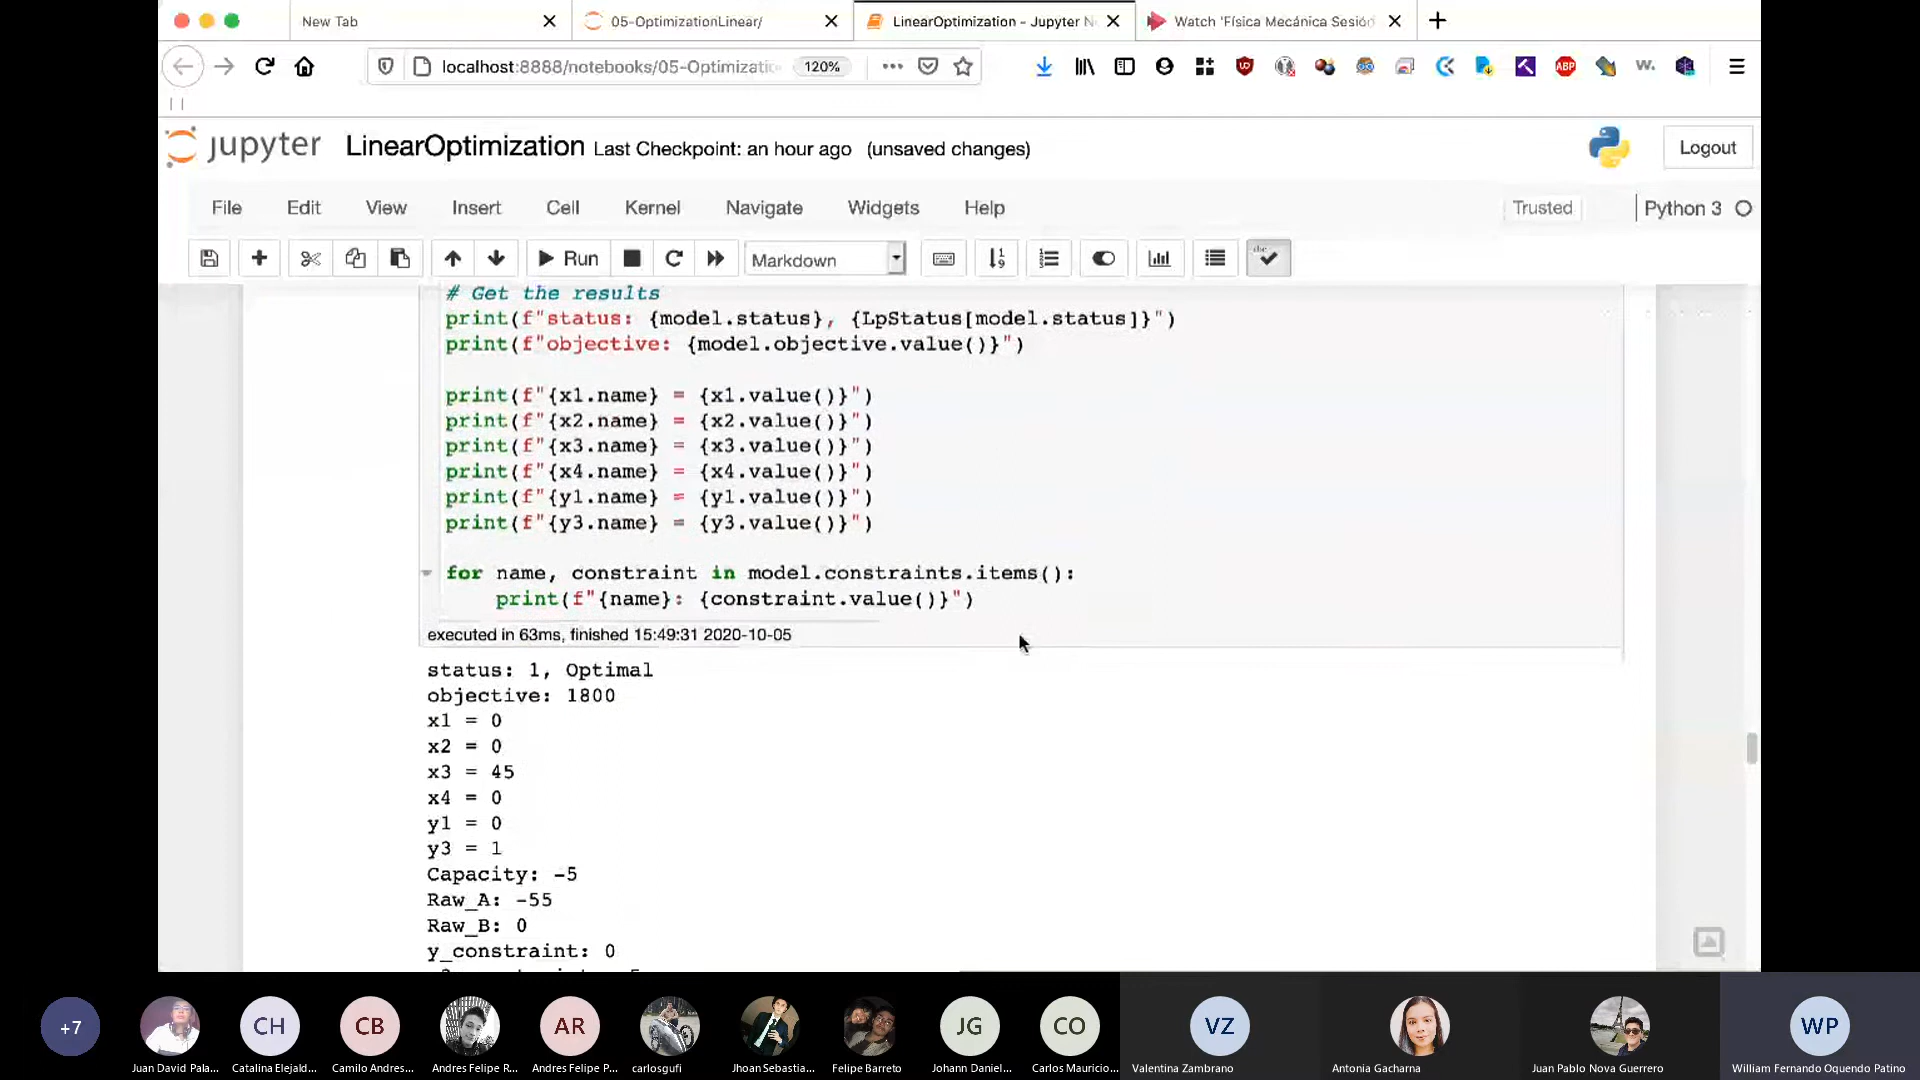 New Tab
05-OptimizationLinear/
LinearOptimization - Jupyter N
Watch 'Física Mecánica Sesión
localhost:8888/notebooks/05-Optimizatic
120%
ABP
w.
jupyter
LinearOptimization
Last Checkpoint: an hour ago
(unsaved changes)
Logout
File
Edit
View
Insert
Cell
Kernel
Navigate
Widgets
Help
Trusted
Python 3
Run
Markdown
# Get the results
print(f"status: {model.status}, {LpStatus[model.status]}")
print(f"objective: {model.objective.value()}")
print(f"{x1.name} = {x1.value()}")
print(f"{x2.name} = {x2.value()}")
print(f"{x3.name} = {x3.value()}")
print(f"{x4.name} = {x4.value()}")
print(f"{y1.name} = {y1.value()}")
print(f"{y3.name} = {y3.value()}")
for name, constraint in model.constraints.items():
print(f"{name}: {constraint.value()}")
executed in 63ms, finished 15:49:31 2020-10-05
status: 1, Optimal
objective: 1800
x1 = 0
x2 = 0
x3 = 45
x4 = 0
y1 = 0
y3 = 1
Capacity: -5
Raw_A: -55
Raw_B: 0
y_constraint: 0
+7
CH
CB
AR
JG
CO
VZ
WP
Juan David Pala...
Catalina Elejald...
Camilo Andres...
Andres Felipe R...
Andres Felipe P...
carlosgufi
Jhoan Sebastia...
Felipe Barreto
Johann Daniel...
Carlos Mauricio...
Valentina Zambrano
Antonia Gacharna
Juan Pablo Nova Guerrero
William Fernando Oquendo Patino